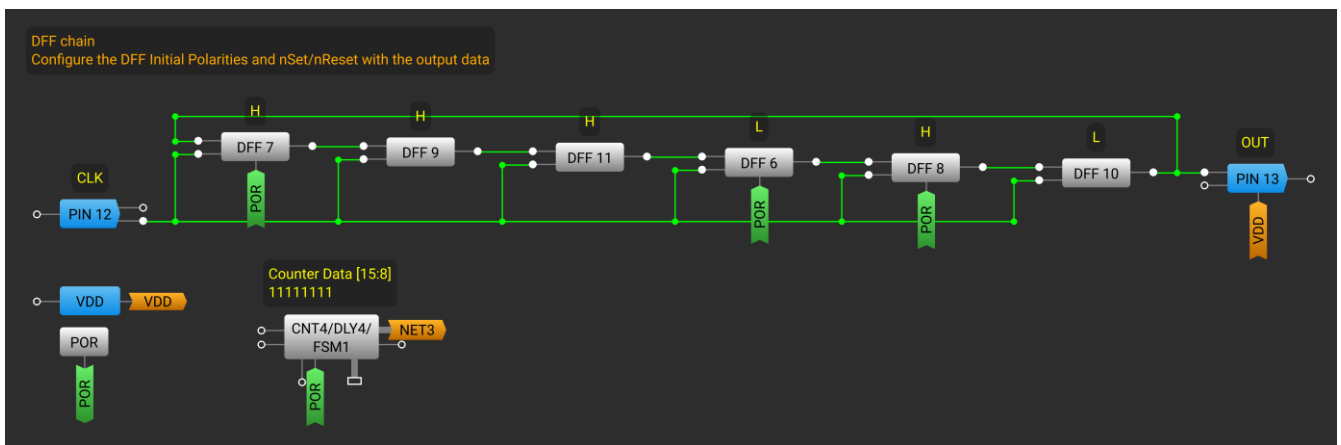 DFF chain
Configure the DFF Initial Polarities and nSet/nReset with the output data
H
H
H
L
H
L
OUT
CLK
DFF 7
DFF 9
DFF 11
DFF 6
DFF 8
DFF 10
PIN 13
PIN 12
POR
POR
POR
VDD
Counter Data [15:8]
11111111
VDD
VDD
CNT4/DLY4/
FSM1
NET3
POR
POR
POR